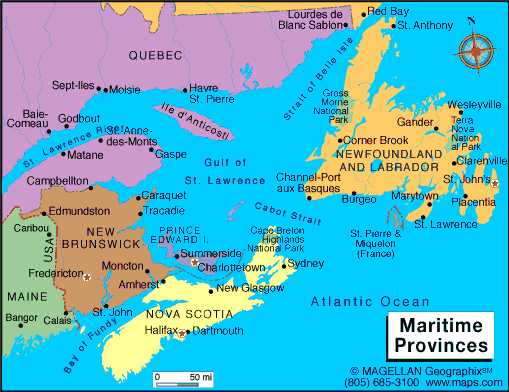 Lourdes de
Blanc Sablon
Red Bay
St. Anthony
N
QUEBEC
Strait of Belle Isle
Sept-Iles
Moisie
Havre
St. Pierre
Gros
Morne
National
Park
Wesleyville
Ile d'Anticosti
Baie-
Comeau
Godbout
Gander
Terra
Nova
Nation
al Park
St. Lawrence River
St. Anne-
des-Monts
Matane
Gaspe
Corner Brook
NEWFOUNDLAND
AND LABRADOR
Clarenville
Gulf of
St. Lawrence
Campbellton
Channel-Port
aux Basques
St. John's
Burgeo
Marytown
Placentia
Caraquet
Edmundston
Tracadie
Cabot Strait
St. Lawrence
Caribou
USA
NEW
BRUNSWICK
PRINCE
EDWARD I.
Cape Breton
Highlands
National Park
St. Pierre &
Miquelon
(France)
Summerside
Charlottetown
Fredericton
Moncton
Sydney
Amherst
New Glasgow
MAINE
Atlantic Ocean
Bangor
Calais
St. John
NOVA SCOTIA
Bay of Fundy
Halifax
Dartmouth
Maritime
Provinces
0 50 mi
© MAGELLAN Geographix℠
(805) 685-3100 www.maps.com